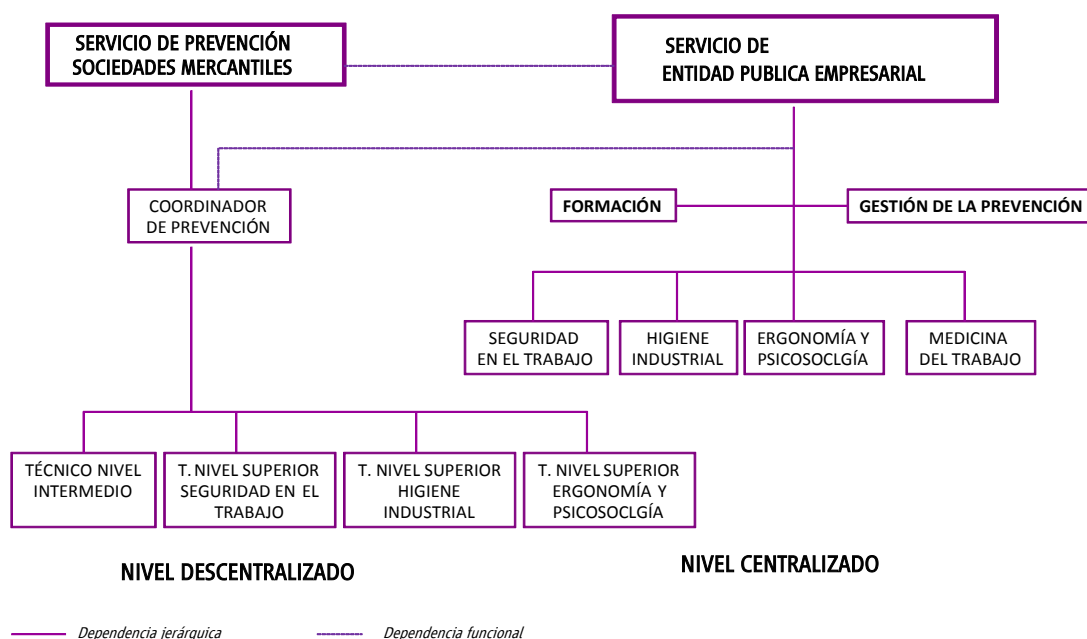 SERVICIO DE PREVENCIÓN
SOCIEDADES MERCANTILES
SERVICIO DE
ENTIDAD PUBLICA EMPRESARIAL
COORDINADOR
DE PREVENCIÓN
FORMACIÓN
GESTIÓN DE LA PREVENCIÓN
SEGURIDAD
EN EL TRABAJO
HIGIENE
INDUSTRIAL
ERGONOMÍA Y
PSICOSOCLGÍA
MEDICINA
DEL TRABAJO
TÉCNICO NIVEL
INTERMEDIO
T. NIVEL SUPERIOR
SEGURIDAD EN EL
TRABAJO
T. NIVEL SUPERIOR
HIGIENE
INDUSTRIAL
T. NIVEL SUPERIOR
ERGONOMÍA Y
PSICOSOCLGÍA
NIVEL DESCENTRALIZADO
NIVEL CENTRALIZADO
Dependencia jerárquica
Dependencia funcional